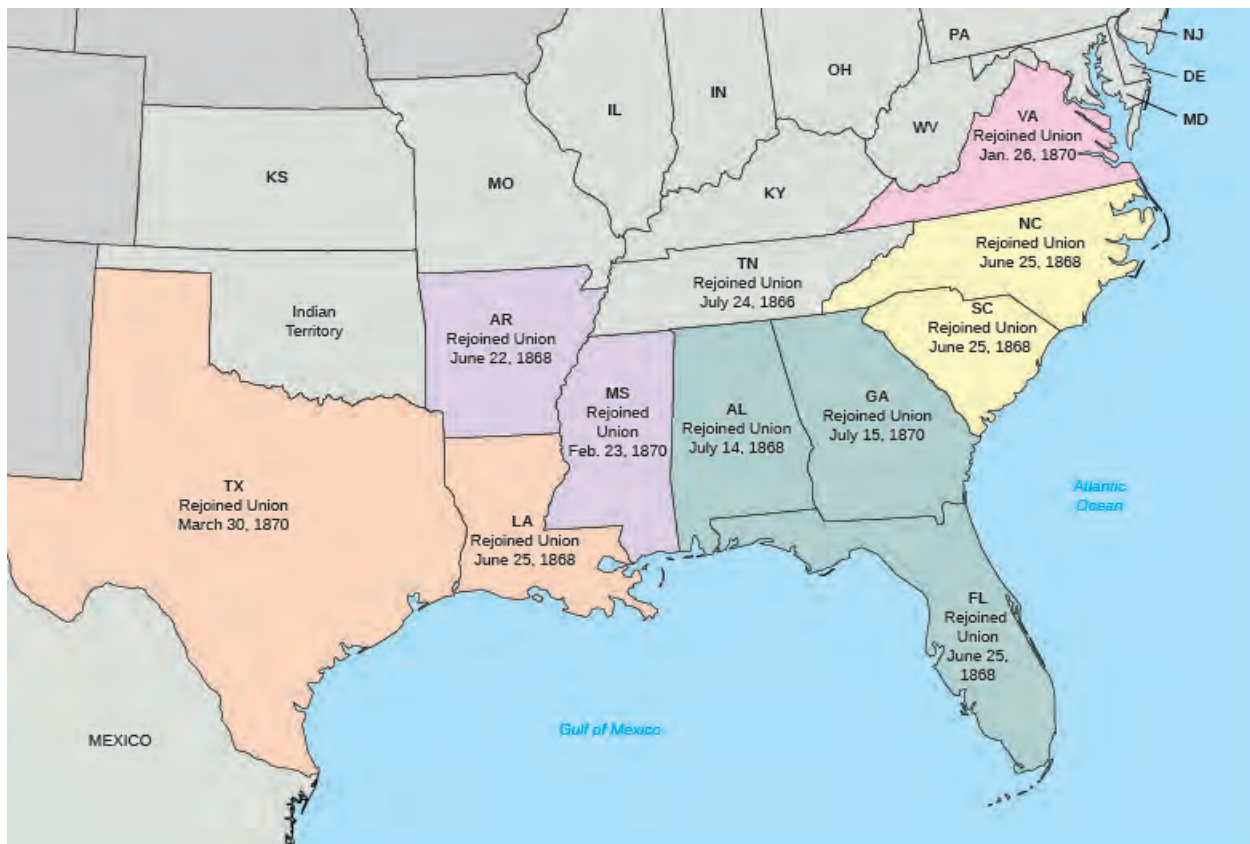 PA
NJ
OH
IN
IL
DE
MD
WV
VA
Rejoined Union
Jan. 26, 1870
KS
MO
KY
NC
Rejoined Union
June 25, 1868
TN
Rejoined Union
July 24, 1866
Indian
Territory
AR
Rejoined Union
June 22, 1868
SC
Rejoined Union
June 25, 1868
MS
Rejoined
Union
Feb. 23, 1870
AL
Rejoined Union
July 14, 1868
GA
Rejoined Union
July 15, 1870
TX
Rejoined Union
March 30, 1870
LA
Rejoined Union
June 25, 1868
Atlantic
Ocean
FL
Rejoined
Union
June 25,
1868
Gulf of Mexico
MEXICO